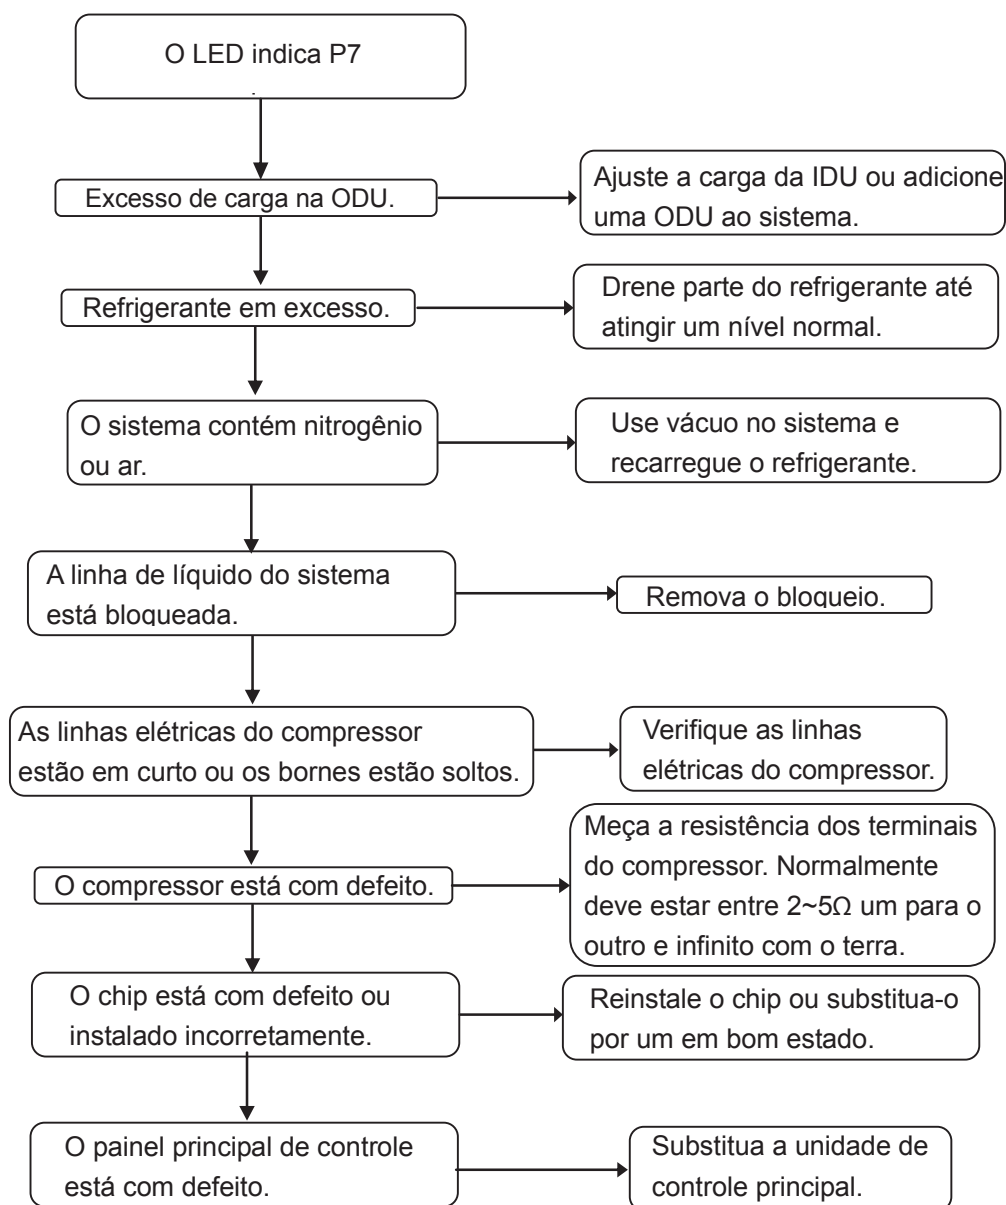 O LED indica P7
.
Excesso de carga na ODU.
Ajuste a carga da IDU ou adicione
uma ODU ao sistema.
Refrigerante em excesso.
Drene parte do refrigerante até
atingir um nível normal.
O sistema contém nitrogênio
ou ar.
Use vácuo no sistema e
recarregue o refrigerante.
A linha de líquido do sistema
está bloqueada.
Remova o bloqueio.
As linhas elétricas do compressor
estão em curto ou os bornes estão soltos.
Verifique as linhas
elétricas do compressor.
O compressor está com defeito.
Meça a resistência dos terminais
do compressor. Normalmente
deve estar entre 2~5Ω um para o
outro e infinito com o terra.
O chip está com defeito ou
instalado incorretamente.
Reinstale o chip ou substitua-o
por um em bom estado.
O painel principal de controle
está com defeito.
Substitua a unidade de
controle principal.